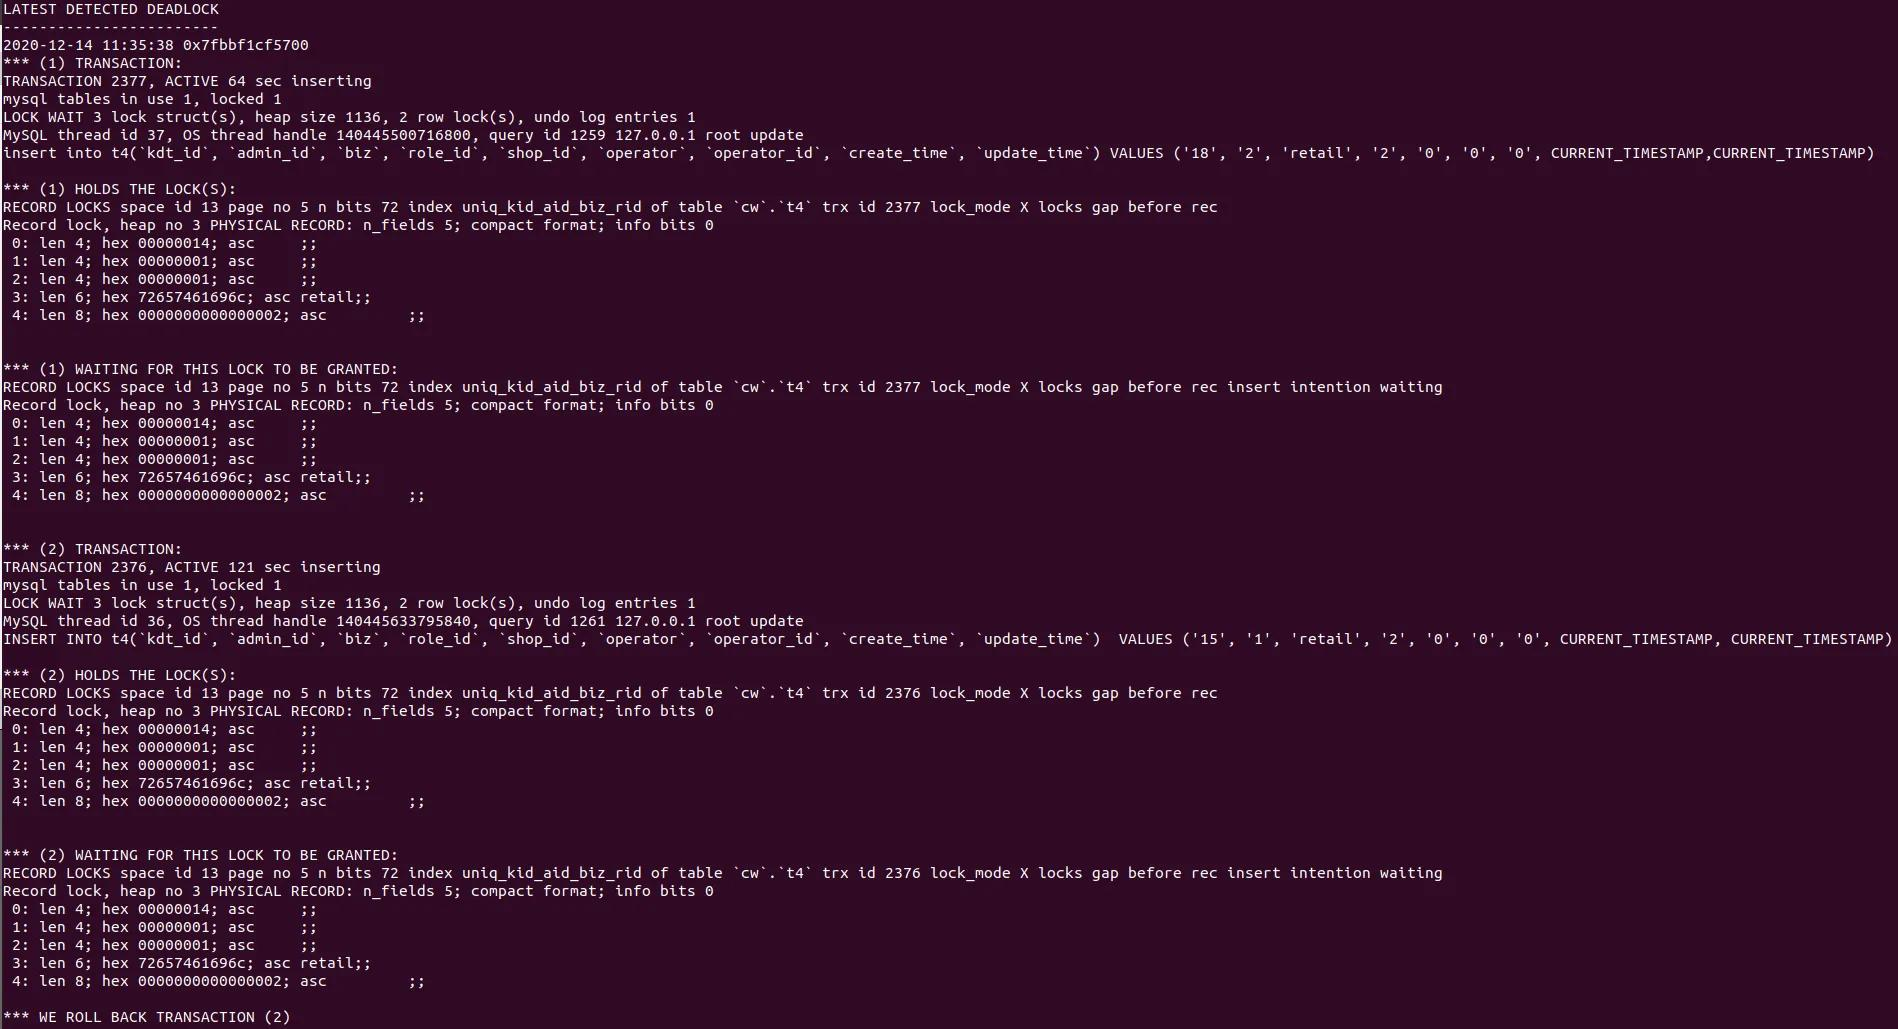 LATEST DETECTED DEADLOCK
------------------------
2020-12-14 11:35:38 0x7fbbf1cf5700
*** (1) TRANSACTION:
TRANSACTION 2377, ACTIVE 64 sec inserting
mysql tables in use 1, locked 1
LOCK WAIT 3 lock struct(s), heap size 1136, 2 row lock(s), undo log entries 1
MySQL thread id 37, OS thread handle 140445500716800, query id 1259 127.0.0.1 root update
insert into t4(`kdt_id`, `admin_id`, `biz`, `role_id`, `shop_id`, `operator`, `operator_id`, `create_time`, `update_time`) VALUES ('18', '2', 'retail', '2', '0', '0', '0', CURRENT_TIMESTAMP,CURRENT_TIMESTAMP)

*** (1) HOLDS THE LOCK(S):
RECORD LOCKS space id 13 page no 5 n bits 72 index uniq_kid_aid_biz_rid of table `cw`.`t4` trx id 2377 lock_mode X locks gap before rec
Record lock, heap no 3 PHYSICAL RECORD: n_fields 5; compact format; info bits 0
 0: len 4; hex 00000014; asc     ;;
 1: len 4; hex 00000001; asc     ;;
 2: len 4; hex 00000001; asc     ;;
 3: len 6; hex 72657461696c; asc retail;;
 4: len 8; hex 0000000000000002; asc         ;;

*** (1) WAITING FOR THIS LOCK TO BE GRANTED:
RECORD LOCKS space id 13 page no 5 n bits 72 index uniq_kid_aid_biz_rid of table `cw`.`t4` trx id 2377 lock_mode X locks gap before rec insert intention waiting
Record lock, heap no 3 PHYSICAL RECORD: n_fields 5; compact format; info bits 0
 0: len 4; hex 00000014; asc     ;;
 1: len 4; hex 00000001; asc     ;;
 2: len 4; hex 00000001; asc     ;;
 3: len 6; hex 72657461696c; asc retail;;
 4: len 8; hex 0000000000000002; asc         ;;

*** (2) TRANSACTION:
TRANSACTION 2376, ACTIVE 121 sec inserting
mysql tables in use 1, locked 1
LOCK WAIT 3 lock struct(s), heap size 1136, 2 row lock(s), undo log entries 1
MySQL thread id 36, OS thread handle 140445633795840, query id 1261 127.0.0.1 root update
INSERT INTO t4(`kdt_id`, `admin_id`, `biz`, `role_id`, `shop_id`, `operator`, `operator_id`, `create_time`, `update_time`)  VALUES ('15', '1', 'retail', '2', '0', '0', '0', CURRENT_TIMESTAMP, CURRENT_TIMESTAMP)

*** (2) HOLDS THE LOCK(S):
RECORD LOCKS space id 13 page no 5 n bits 72 index uniq_kid_aid_biz_rid of table `cw`.`t4` trx id 2376 lock_mode X locks gap before rec
Record lock, heap no 3 PHYSICAL RECORD: n_fields 5; compact format; info bits 0
 0: len 4; hex 00000014; asc     ;;
 1: len 4; hex 00000001; asc     ;;
 2: len 4; hex 00000001; asc     ;;
 3: len 6; hex 72657461696c; asc retail;;
 4: len 8; hex 0000000000000002; asc         ;;

*** (2) WAITING FOR THIS LOCK TO BE GRANTED:
RECORD LOCKS space id 13 page no 5 n bits 72 index uniq_kid_aid_biz_rid of table `cw`.`t4` trx id 2376 lock_mode X locks gap before rec insert intention waiting
Record lock, heap no 3 PHYSICAL RECORD: n_fields 5; compact format; info bits 0
 0: len 4; hex 00000014; asc     ;;
 1: len 4; hex 00000001; asc     ;;
 2: len 4; hex 00000001; asc     ;;
 3: len 6; hex 72657461696c; asc retail;;
 4: len 8; hex 0000000000000002; asc         ;;

*** WE ROLL BACK TRANSACTION (2)